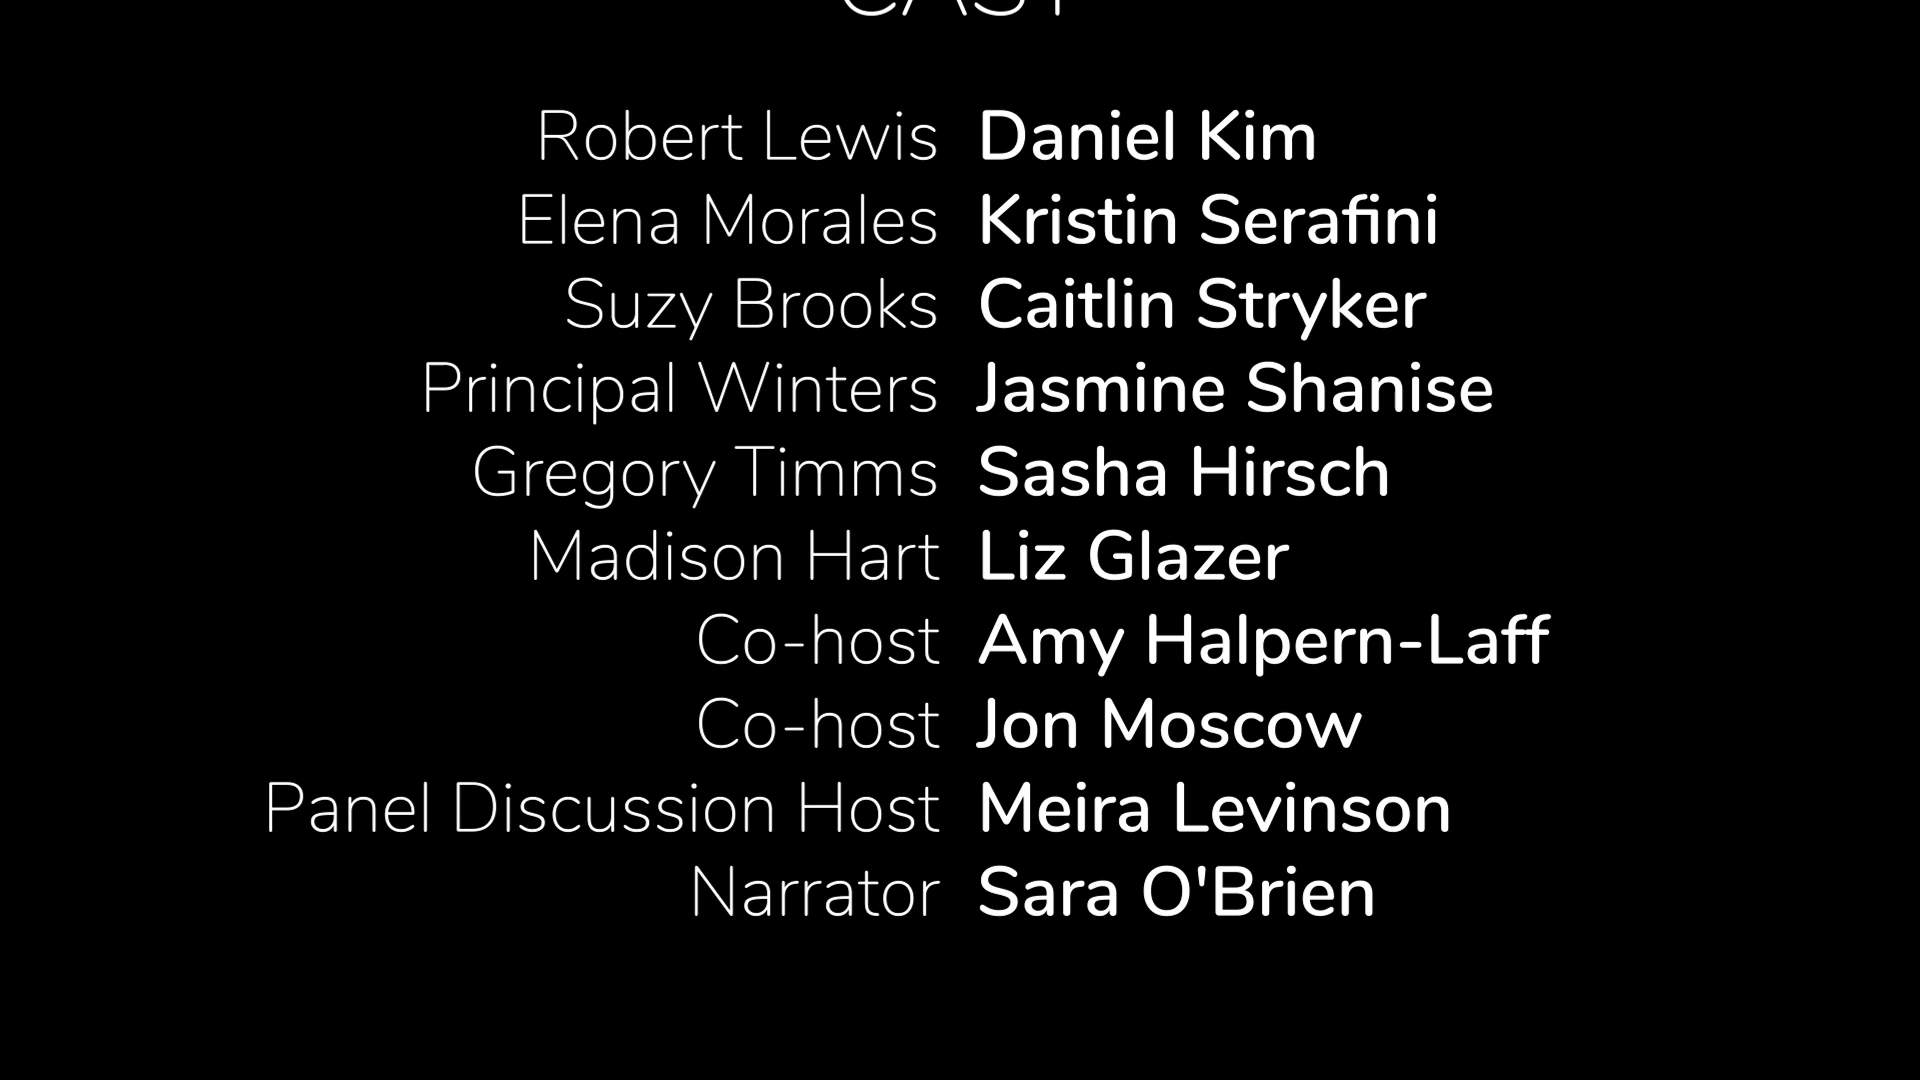 CAST
Robert Lewis Daniel Kim
Elena Morales Kristin Serafini
Suzy Brooks Caitlin Stryker
Principal Winters Jasmine Shanise
Gregory Timms Sasha Hirsch
Madison Hart Liz Glazer
Co-host Amy Halpern-Laff
Co-host Jon Moscow
Panel Discussion Host Meira Levinson
Narrator Sara O'Brien